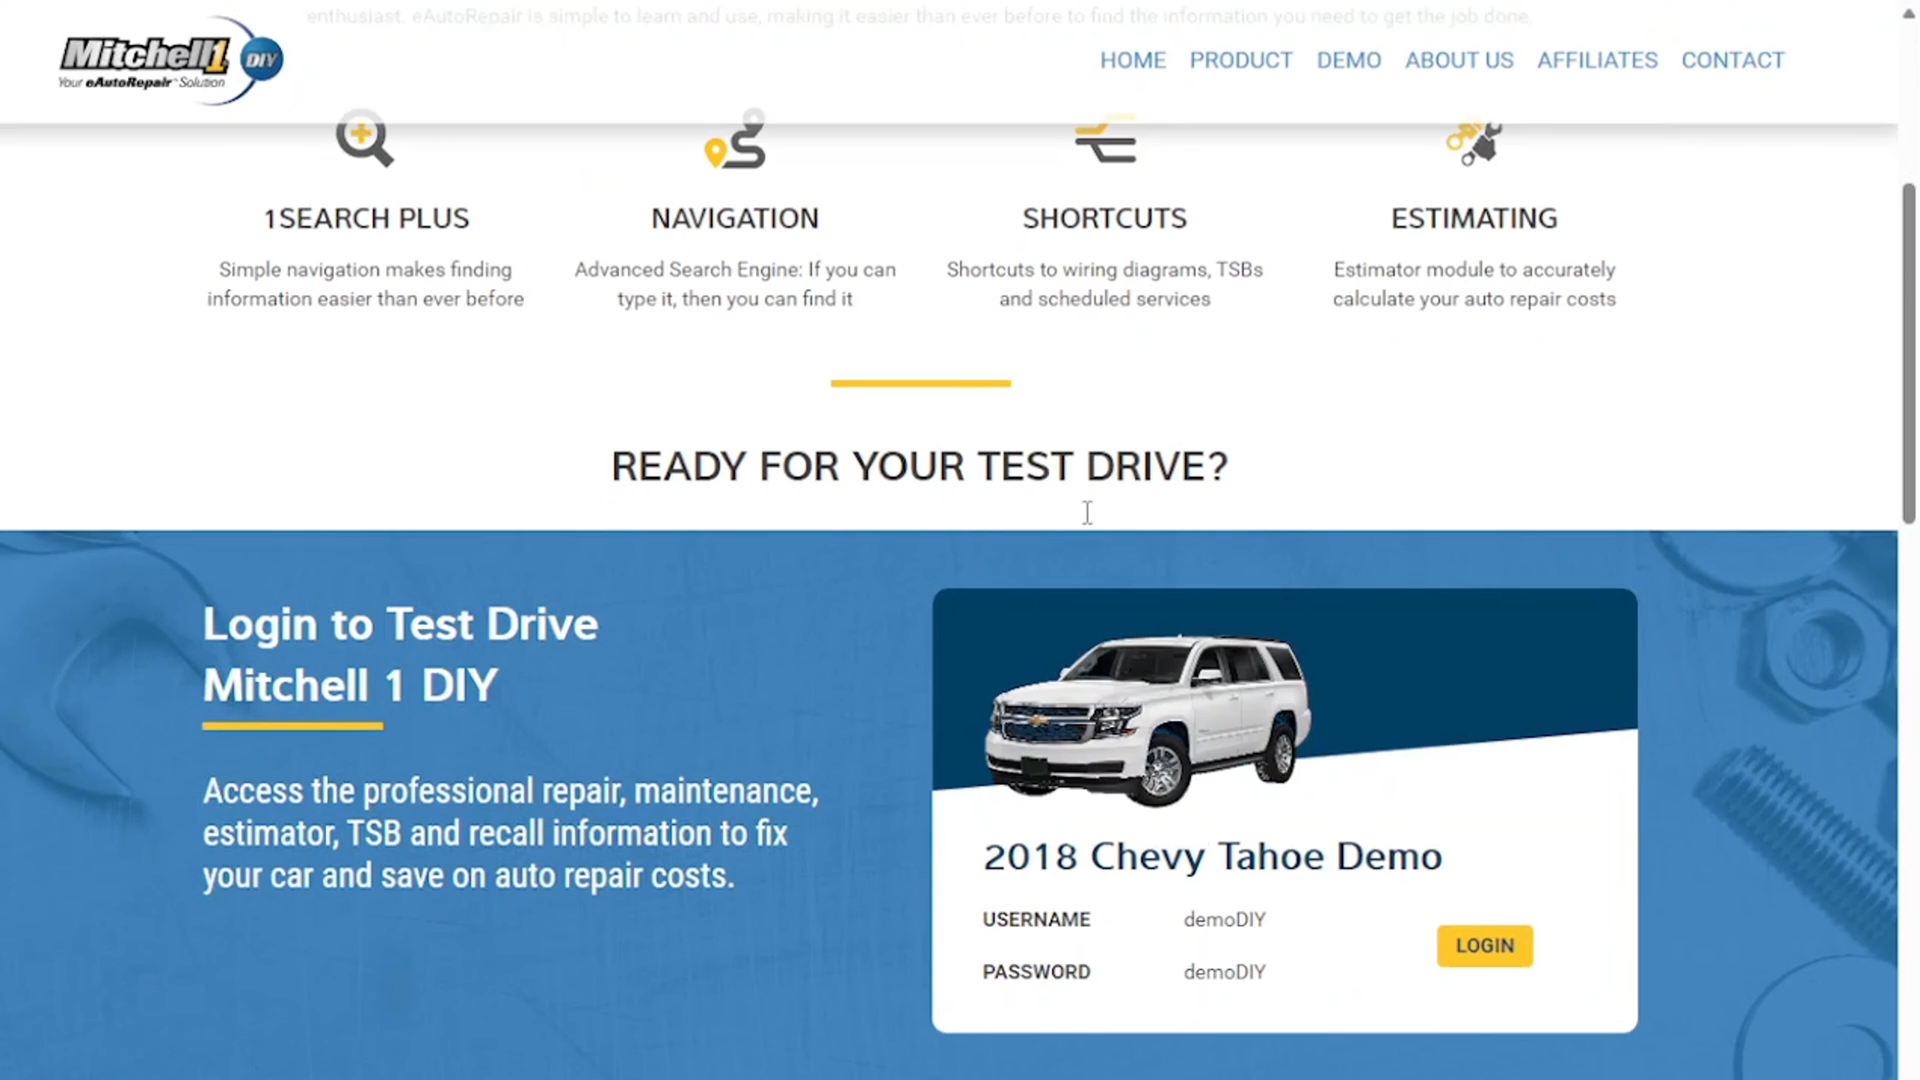 enthusiast. eAutoRepair is simple to learn and use, making it easier than ever before to find the information you need to get the job done.
Mitchell1 DIY
Your eAutoRepair™ Solution
HOME PRODUCT DEMO ABOUT US AFFILIATES CONTACT
1SEARCH PLUS
Simple navigation makes finding
information easier than ever before
NAVIGATION
Advanced Search Engine: If you can
type it, then you can find it
SHORTCUTS
Shortcuts to wiring diagrams, TSBs
and scheduled services
ESTIMATING
Estimator module to accurately
calculate your auto repair costs
READY FOR YOUR TEST DRIVE?
Login to Test Drive
Mitchell 1 DIY
Access the professional repair, maintenance,
estimator, TSB and recall information to fix
your car and save on auto repair costs.
2018 Chevy Tahoe Demo
USERNAME demoDIY
PASSWORD demoDIY
LOGIN